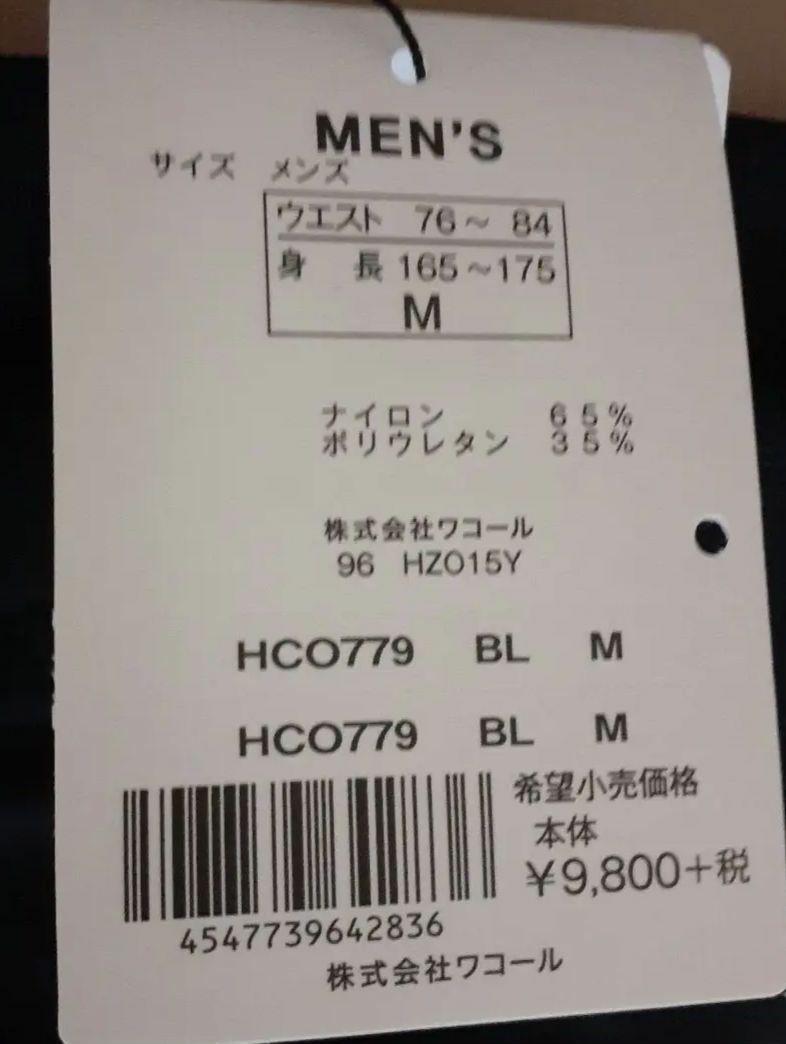 MEN'S
サイズ メンズ
ウエスト 76～84
身 長 165～175
M
ナイロン 65%
ポリウレタン 35%
株式会社ワコール
96 HZO15Y
HCO779 BL M
HCO779 BL M
希望小売価格
本体
¥9,800+税
4547739642836
株式会社ワコール